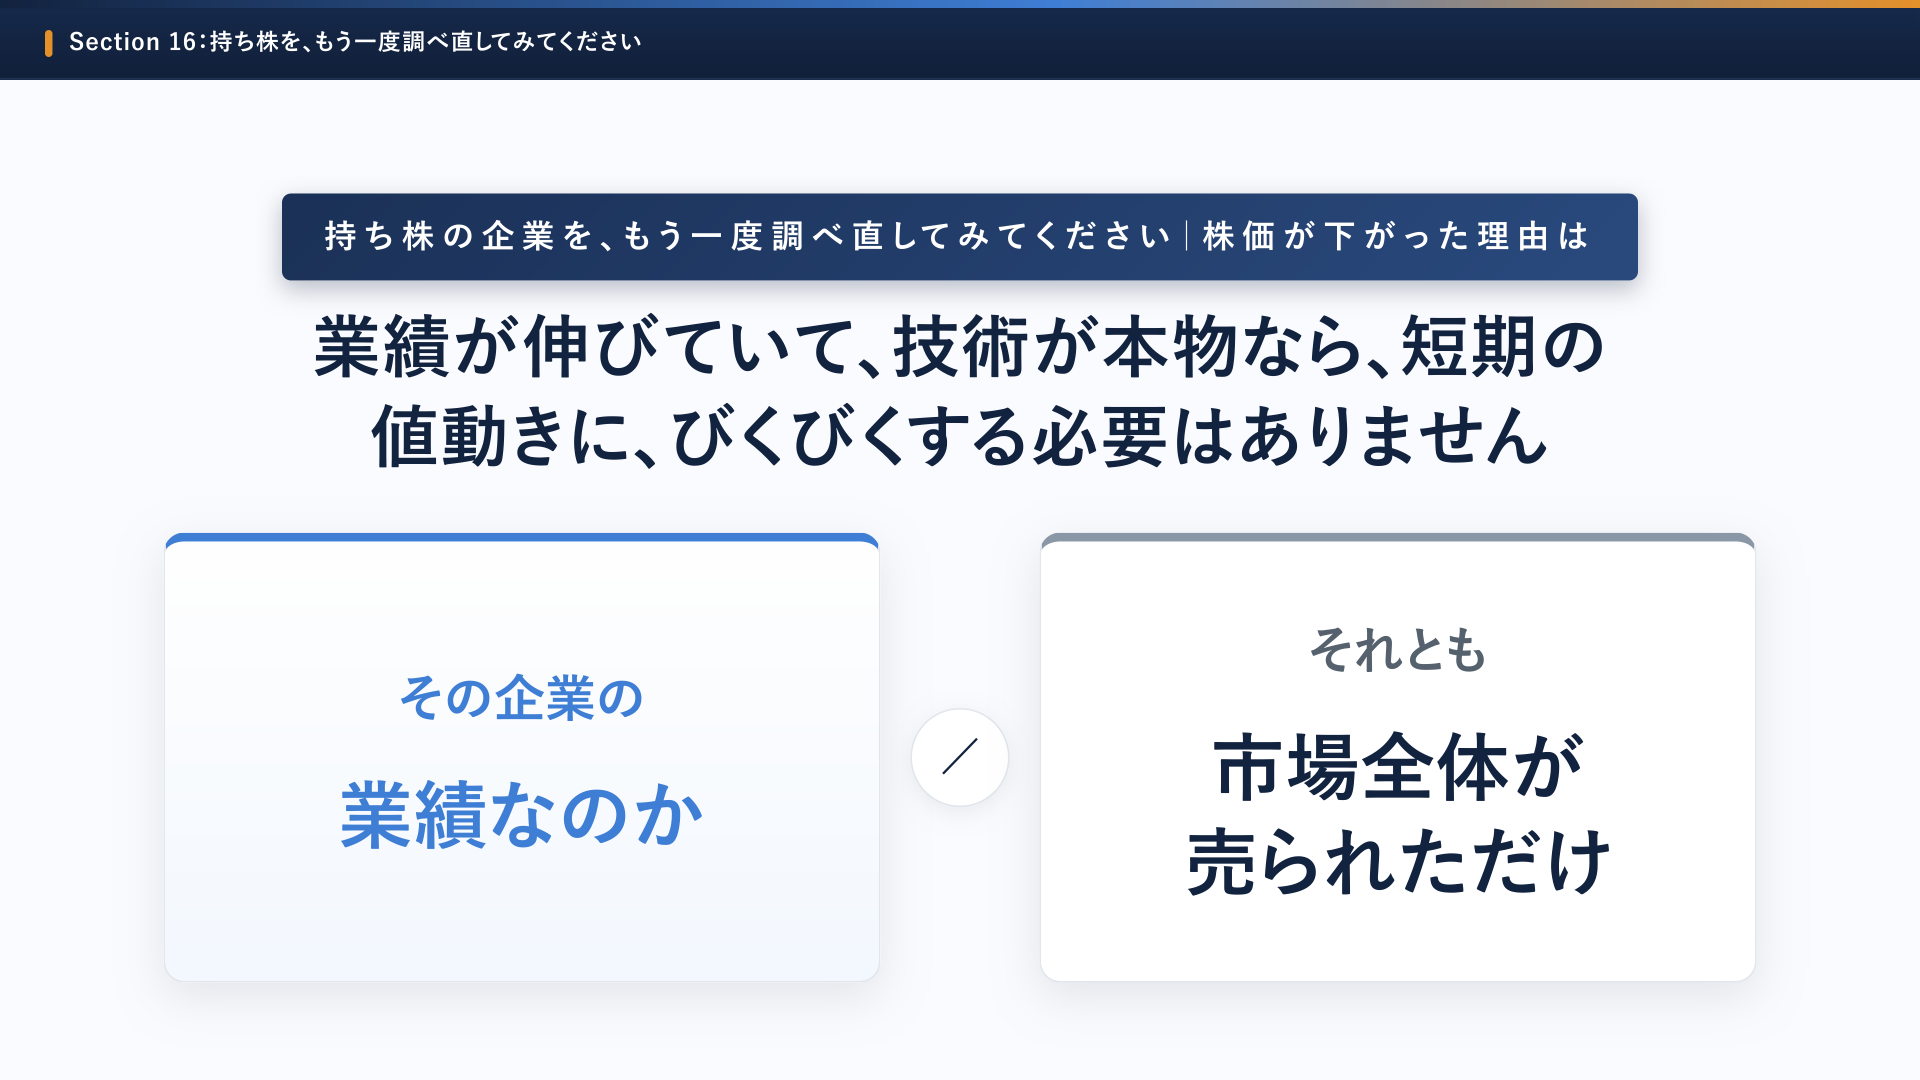 Section 16：持ち株を、もう一度調べ直してみてください
持ち株の企業を、もう一度調べ直してみてください｜株価が下がった理由は
業績が伸びていて、技術が本物なら、短期の
値動きに、びくびくする必要はありません
その企業の
業績なのか
／
それとも
市場全体が
売られただけ